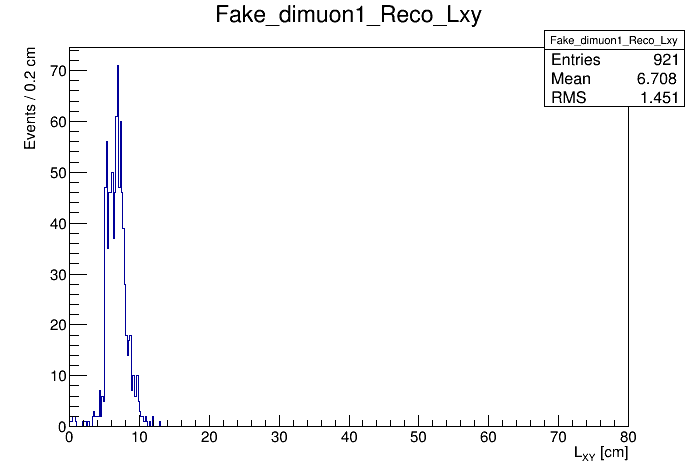 Fake_dimuon1_Reco_Lxy
Fake_dimuon1_Reco_Lxy
Entries 921
Mean 6.708
RMS 1.451
Events / 0.2 cm
70
60
50
40
30
20
10
0
0 10 20 30 40 50 60 70 80
L_XY [cm]